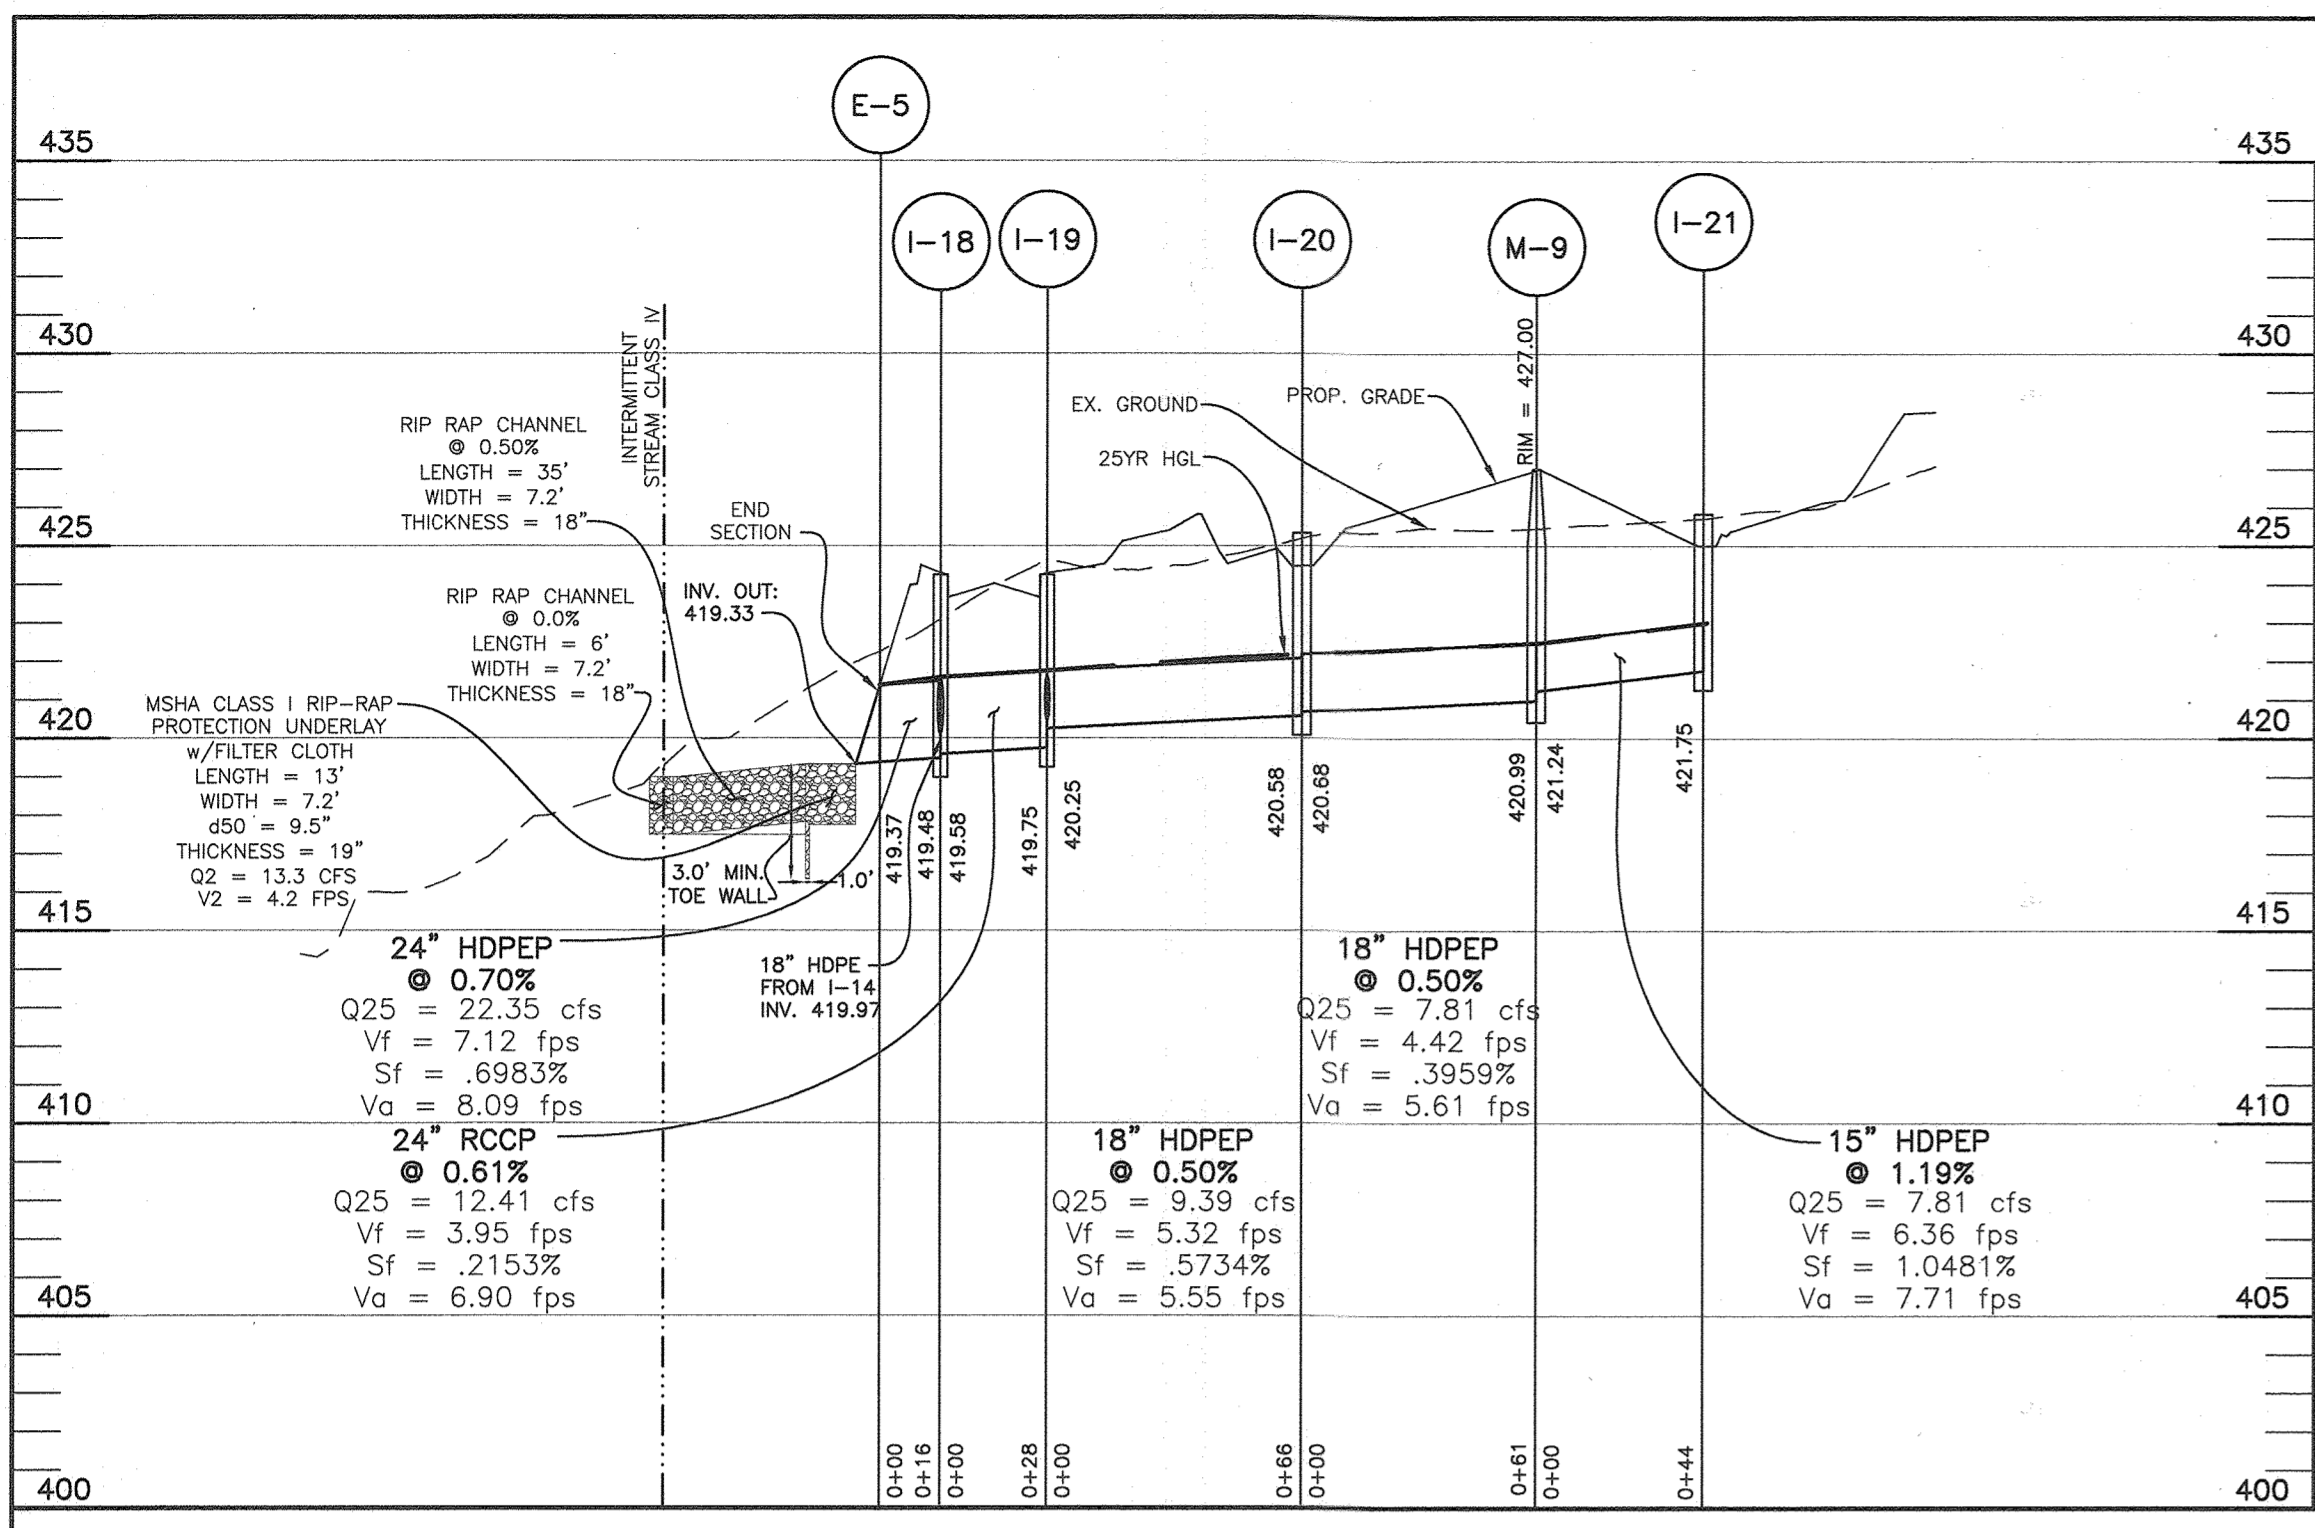 E-5
435
435
I-18
I-19
I-20
M-9
I-21
430
430
INTERMITTENT
STREAM CLASS IV
RIM = 427.00
EX. GROUND
PROP. GRADE
25YR HGL
RIP RAP CHANNEL
@ 0.50%
LENGTH = 35'
WIDTH = 7.2'
THICKNESS = 18"
425
425
END
SECTION
INV. OUT:
419.33
RIP RAP CHANNEL
@ 0.0%
LENGTH = 6'
WIDTH = 7.2'
THICKNESS = 18"
MSHA CLASS I RIP-RAP
PROTECTION UNDERLAY
w/FILTER CLOTH
LENGTH = 13'
WIDTH = 7.2'
d50 = 9.5"
THICKNESS = 19"
Q2 = 13.3 CFS
V2 = 4.2 FPS
420
420
3.0' MIN.
TOE WALL
1.0'
419.37
419.48
419.58
419.75
420.25
420.58
420.68
420.99
421.24
421.75
415
415
24" HDPEP
@ 0.70%
Q25 = 22.35 cfs
Vf = 7.12 fps
Sf = .6983%
Va = 8.09 fps
18" HDPE
FROM I-14
INV. 419.97
18" HDPEP
@ 0.50%
Q25 = 7.81 cfs
Vf = 4.42 fps
Sf = .3959%
Va = 5.61 fps
410
410
24" RCCP
@ 0.61%
Q25 = 12.41 cfs
Vf = 3.95 fps
Sf = .2153%
Va = 6.90 fps
18" HDPEP
@ 0.50%
Q25 = 9.39 cfs
Vf = 5.32 fps
Sf = .5734%
Va = 5.55 fps
15" HDPEP
@ 1.19%
Q25 = 7.81 cfs
Vf = 6.36 fps
Sf = 1.0481%
Va = 7.71 fps
405
405
0+00
0+16
0+00
0+28
0+00
0+66
0+00
0+61
0+00
0+44
400
400